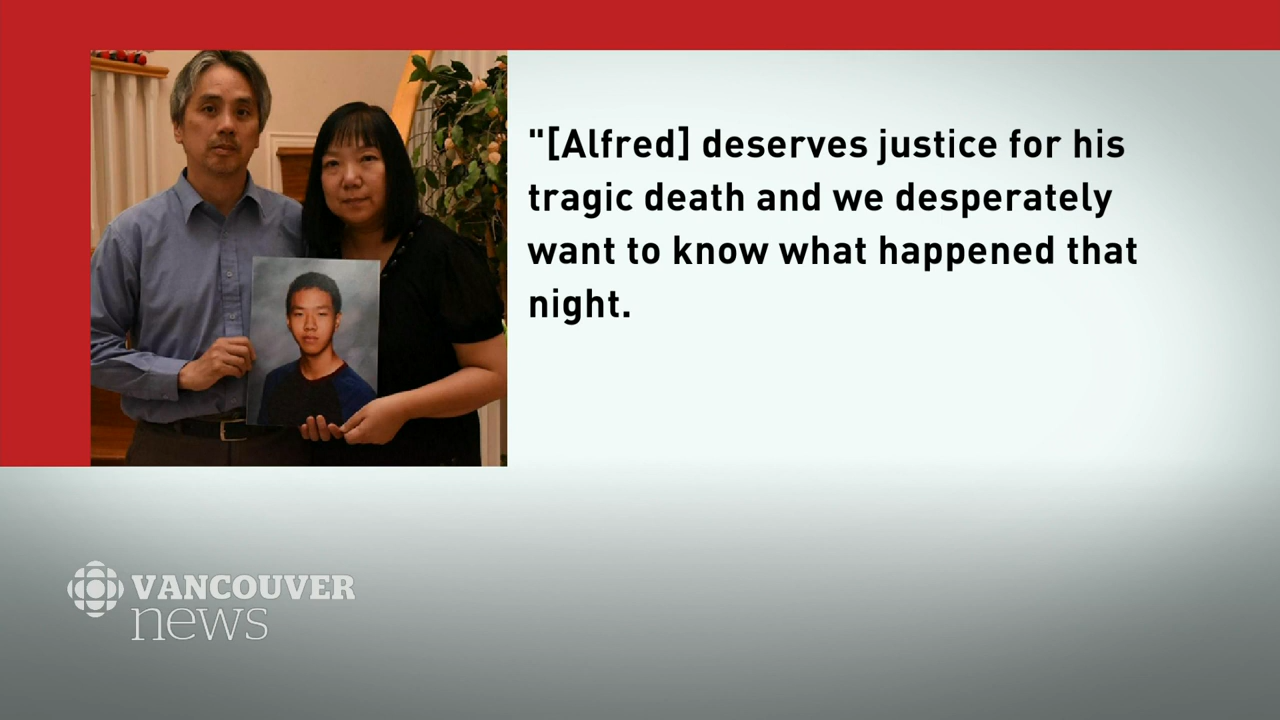 "[Alfred] deserves justice for his
tragic death and we desperately
want to know what happened that
night.
VANCOUVER
news